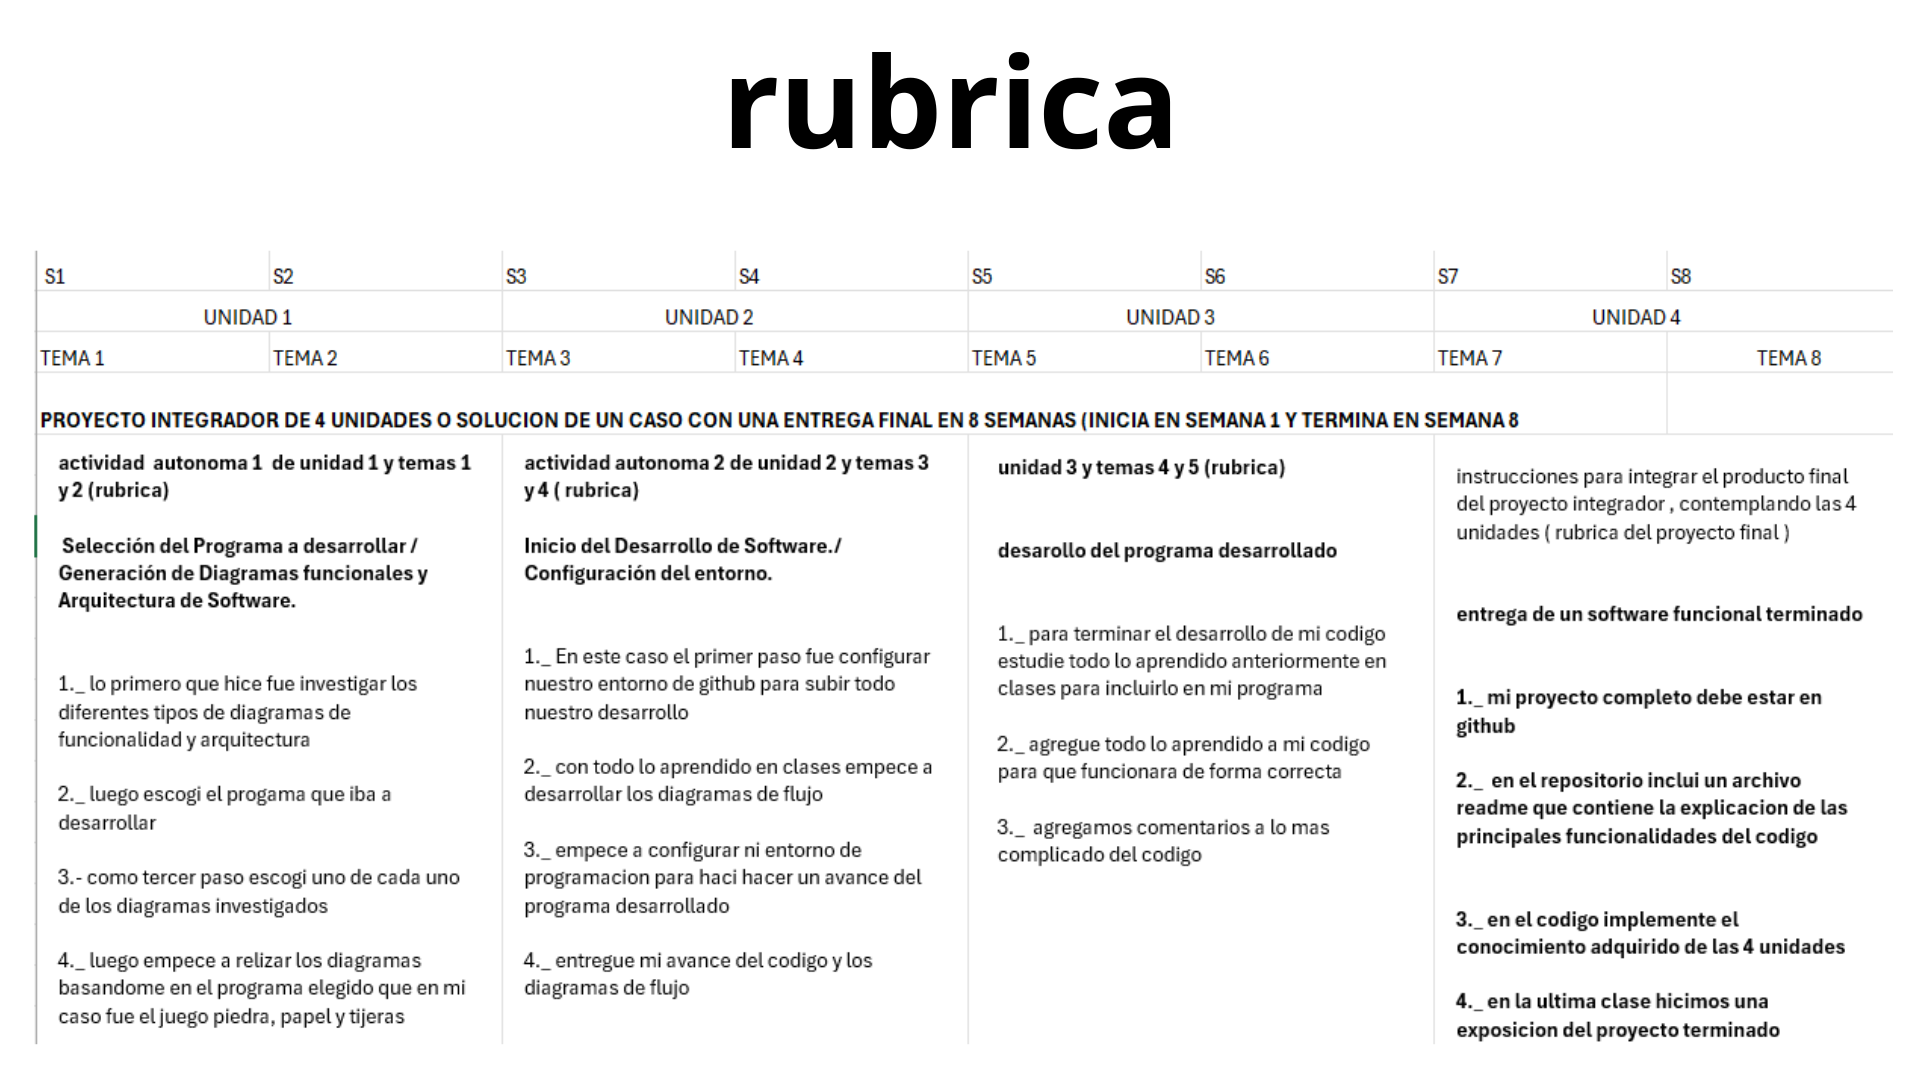 rubrica
S1 S2 S3 S4 S5 S6 S7 S8
UNIDAD 1 UNIDAD 2 UNIDAD 3 UNIDAD 4
TEMA 1 TEMA 2 TEMA 3 TEMA 4 TEMA 5 TEMA 6 TEMA 7 TEMA 8
PROYECTO INTEGRADOR DE 4 UNIDADES O SOLUCION DE UN CASO CON UNA ENTREGA FINAL EN 8 SEMANAS (INICIA EN SEMANA 1 Y TERMINA EN SEMANA 8
actividad autonoma 1 de unidad 1 y temas 1
y 2 (rubrica)
Selección del Programa a desarrollar /
Generación de Diagramas funcionales y
Arquitectura de Software.
1._ lo primero que hice fue investigar los
diferentes tipos de diagramas de
funcionalidad y arquitectura
2._ luego escogi el progama que iba a
desarrollar
3.- como tercer paso escogi uno de cada uno
de los diagramas investigados
4._ luego empece a relizar los diagramas
basandome en el programa elegido que en mi
caso fue el juego piedra, papel y tijeras
actividad autonoma 2 de unidad 2 y temas 3
y 4 ( rubrica)
Inicio del Desarrollo de Software./
Configuración del entorno.
1._ En este caso el primer paso fue configurar
nuestro entorno de github para subir todo
nuestro desarrollo
2._ con todo lo aprendido en clases empece a
desarrollar los diagramas de flujo
3._ empece a configurar ni entorno de
programacion para haci hacer un avance del
programa desarrollado
4._ entregue mi avance del codigo y los
diagramas de flujo
unidad 3 y temas 4 y 5 (rubrica)
desarollo del programa desarrollado
1._ para terminar el desarrollo de mi codigo
estudie todo lo aprendido anteriormente en
clases para incluirlo en mi programa
2._ agregue todo lo aprendido a mi codigo
para que funcionara de forma correcta
3._ agregamos comentarios a lo mas
complicado del codigo
instrucciones para integrar el producto final
del proyecto integrador , contemplando las 4
unidades ( rubrica del proyecto final )
entrega de un software funcional terminado
1._ mi proyecto completo debe estar en
github
2._ en el repositorio inclui un archivo
readme que contiene la explicacion de las
principales funcionalidades del codigo
3._ en el codigo implemente el
conocimiento adquirido de las 4 unidades
4._ en la ultima clase hicimos una
exposicion del proyecto terminado